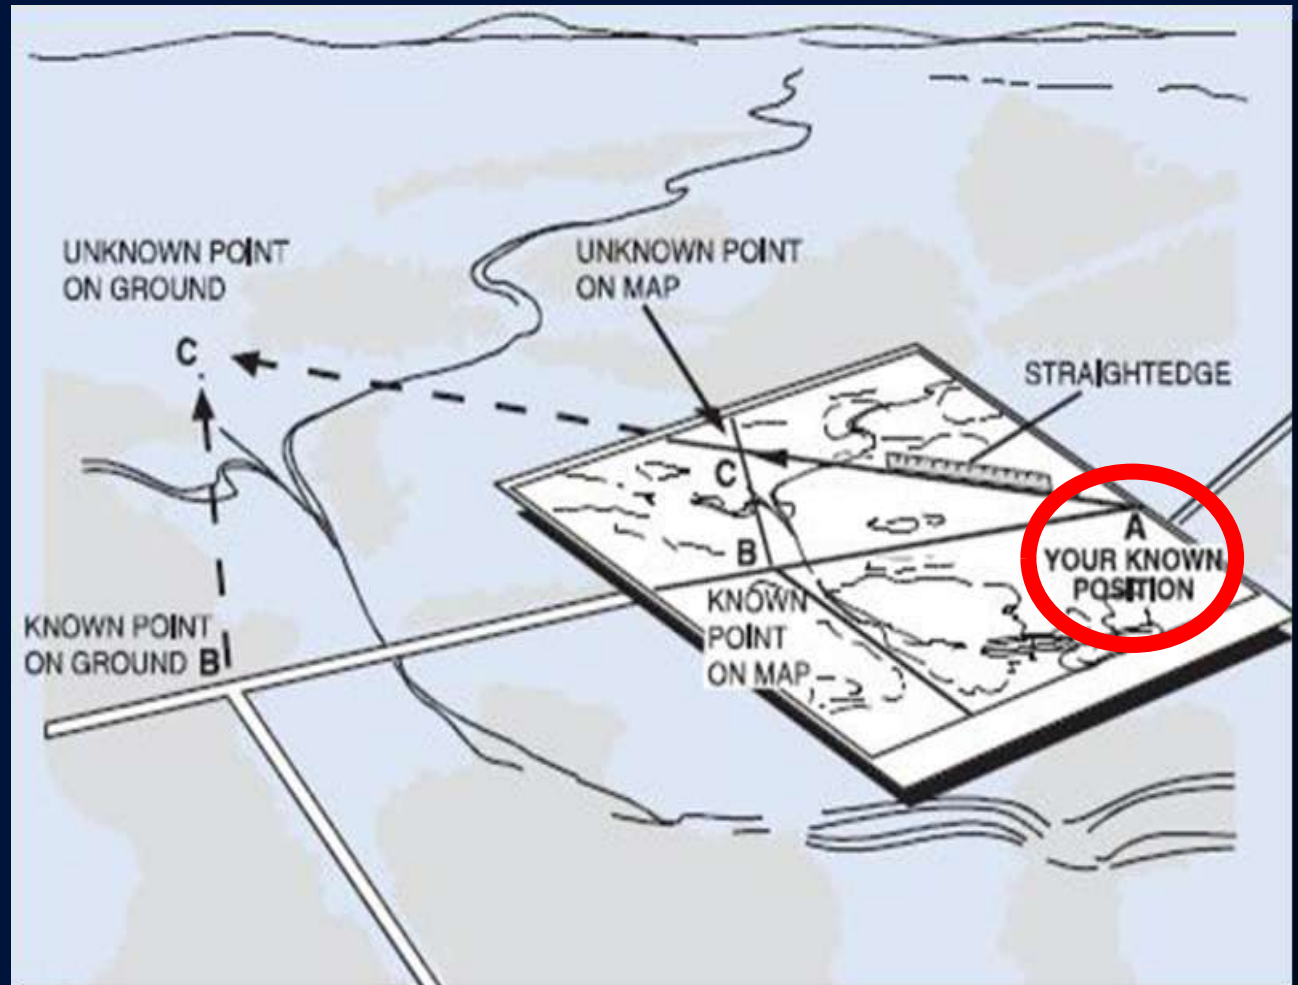 UNKNOWN POINT
ON GROUND
C
UNKNOWN POINT
ON MAP
STRAIGHTEDGE
C
A
YOUR KNOWN
POSITION
B
KNOWN
POINT
ON MAP
KNOWN POINT
ON GROUND B